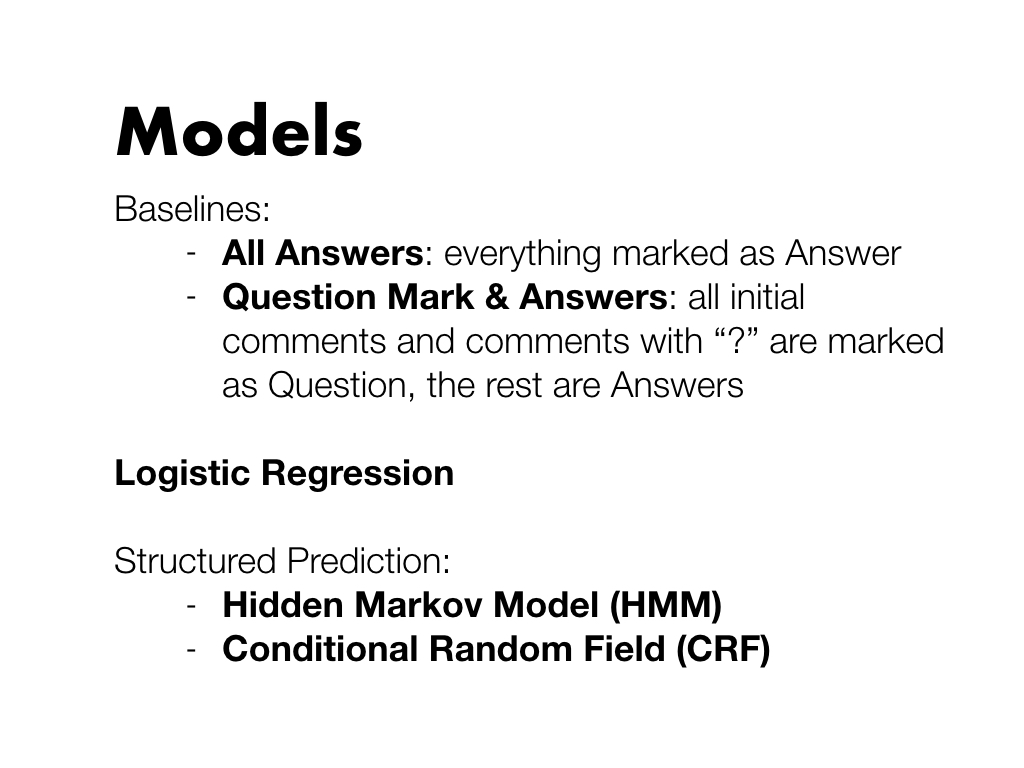 Models
Baselines:
- All Answers: everything marked as Answer
- Question Mark & Answers: all initial
comments and comments with “?” are marked
as Question, the rest are Answers
Logistic Regression
Structured Prediction:
- Hidden Markov Model (HMM)
- Conditional Random Field (CRF)